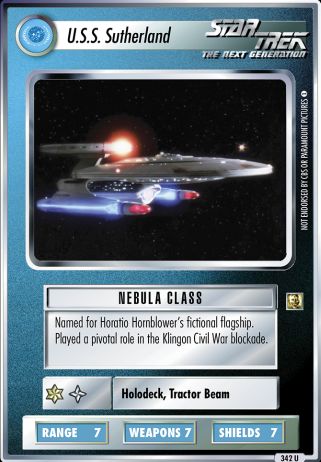 U.S.S. Sutherland
STAR TREK
THE NEXT GENERATION
NOT ENDORSED BY CBS OR PARAMOUNT PICTURES
NEBULA CLASS
Named for Horatio Hornblower's fictional flagship.
Played a pivotal role in the Klingon Civil War blockade.
Holodeck, Tractor Beam
RANGE 7 WEAPONS 7 SHIELDS 7
342 U